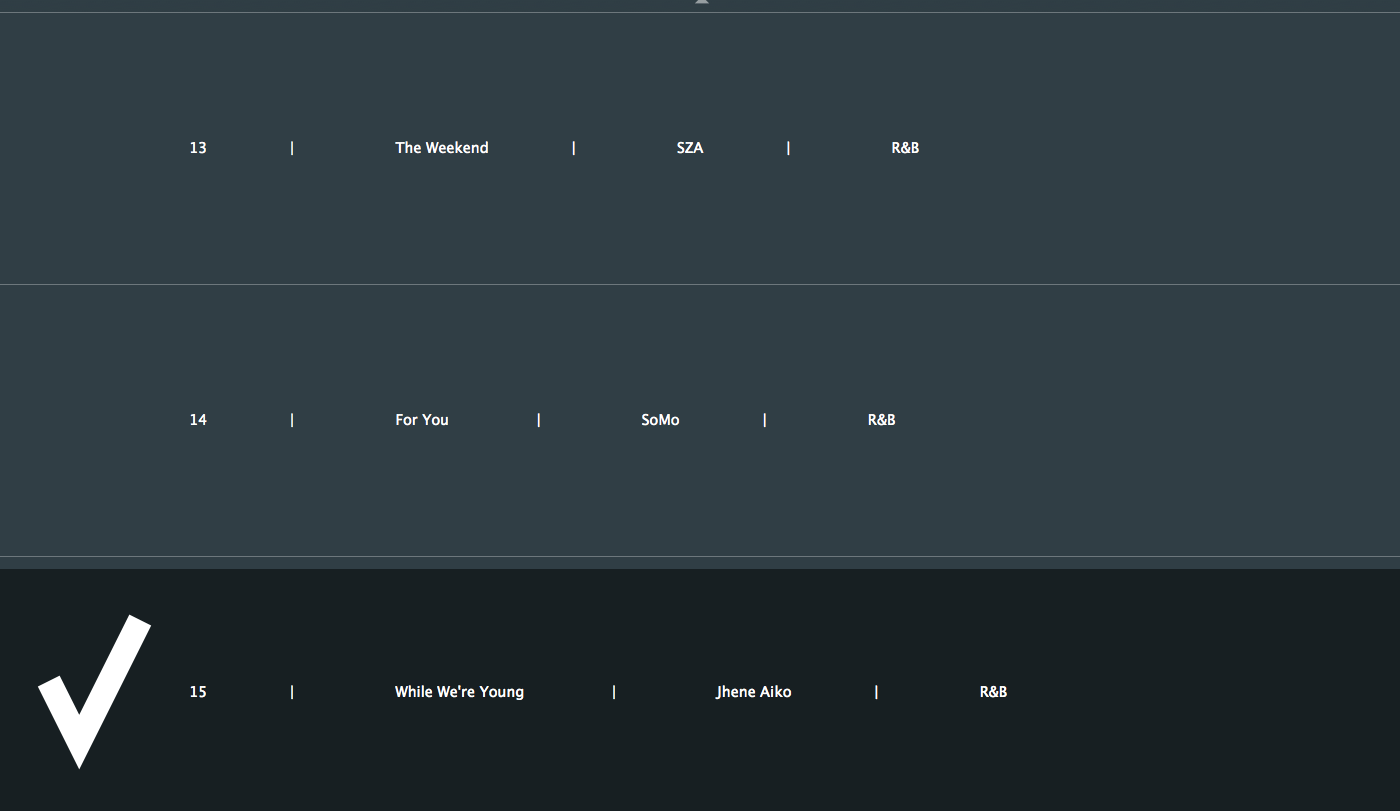 13 | The Weekend | SZA | R&B
14 | For You | SoMo | R&B
15 | While We're Young | Jhene Aiko | R&B